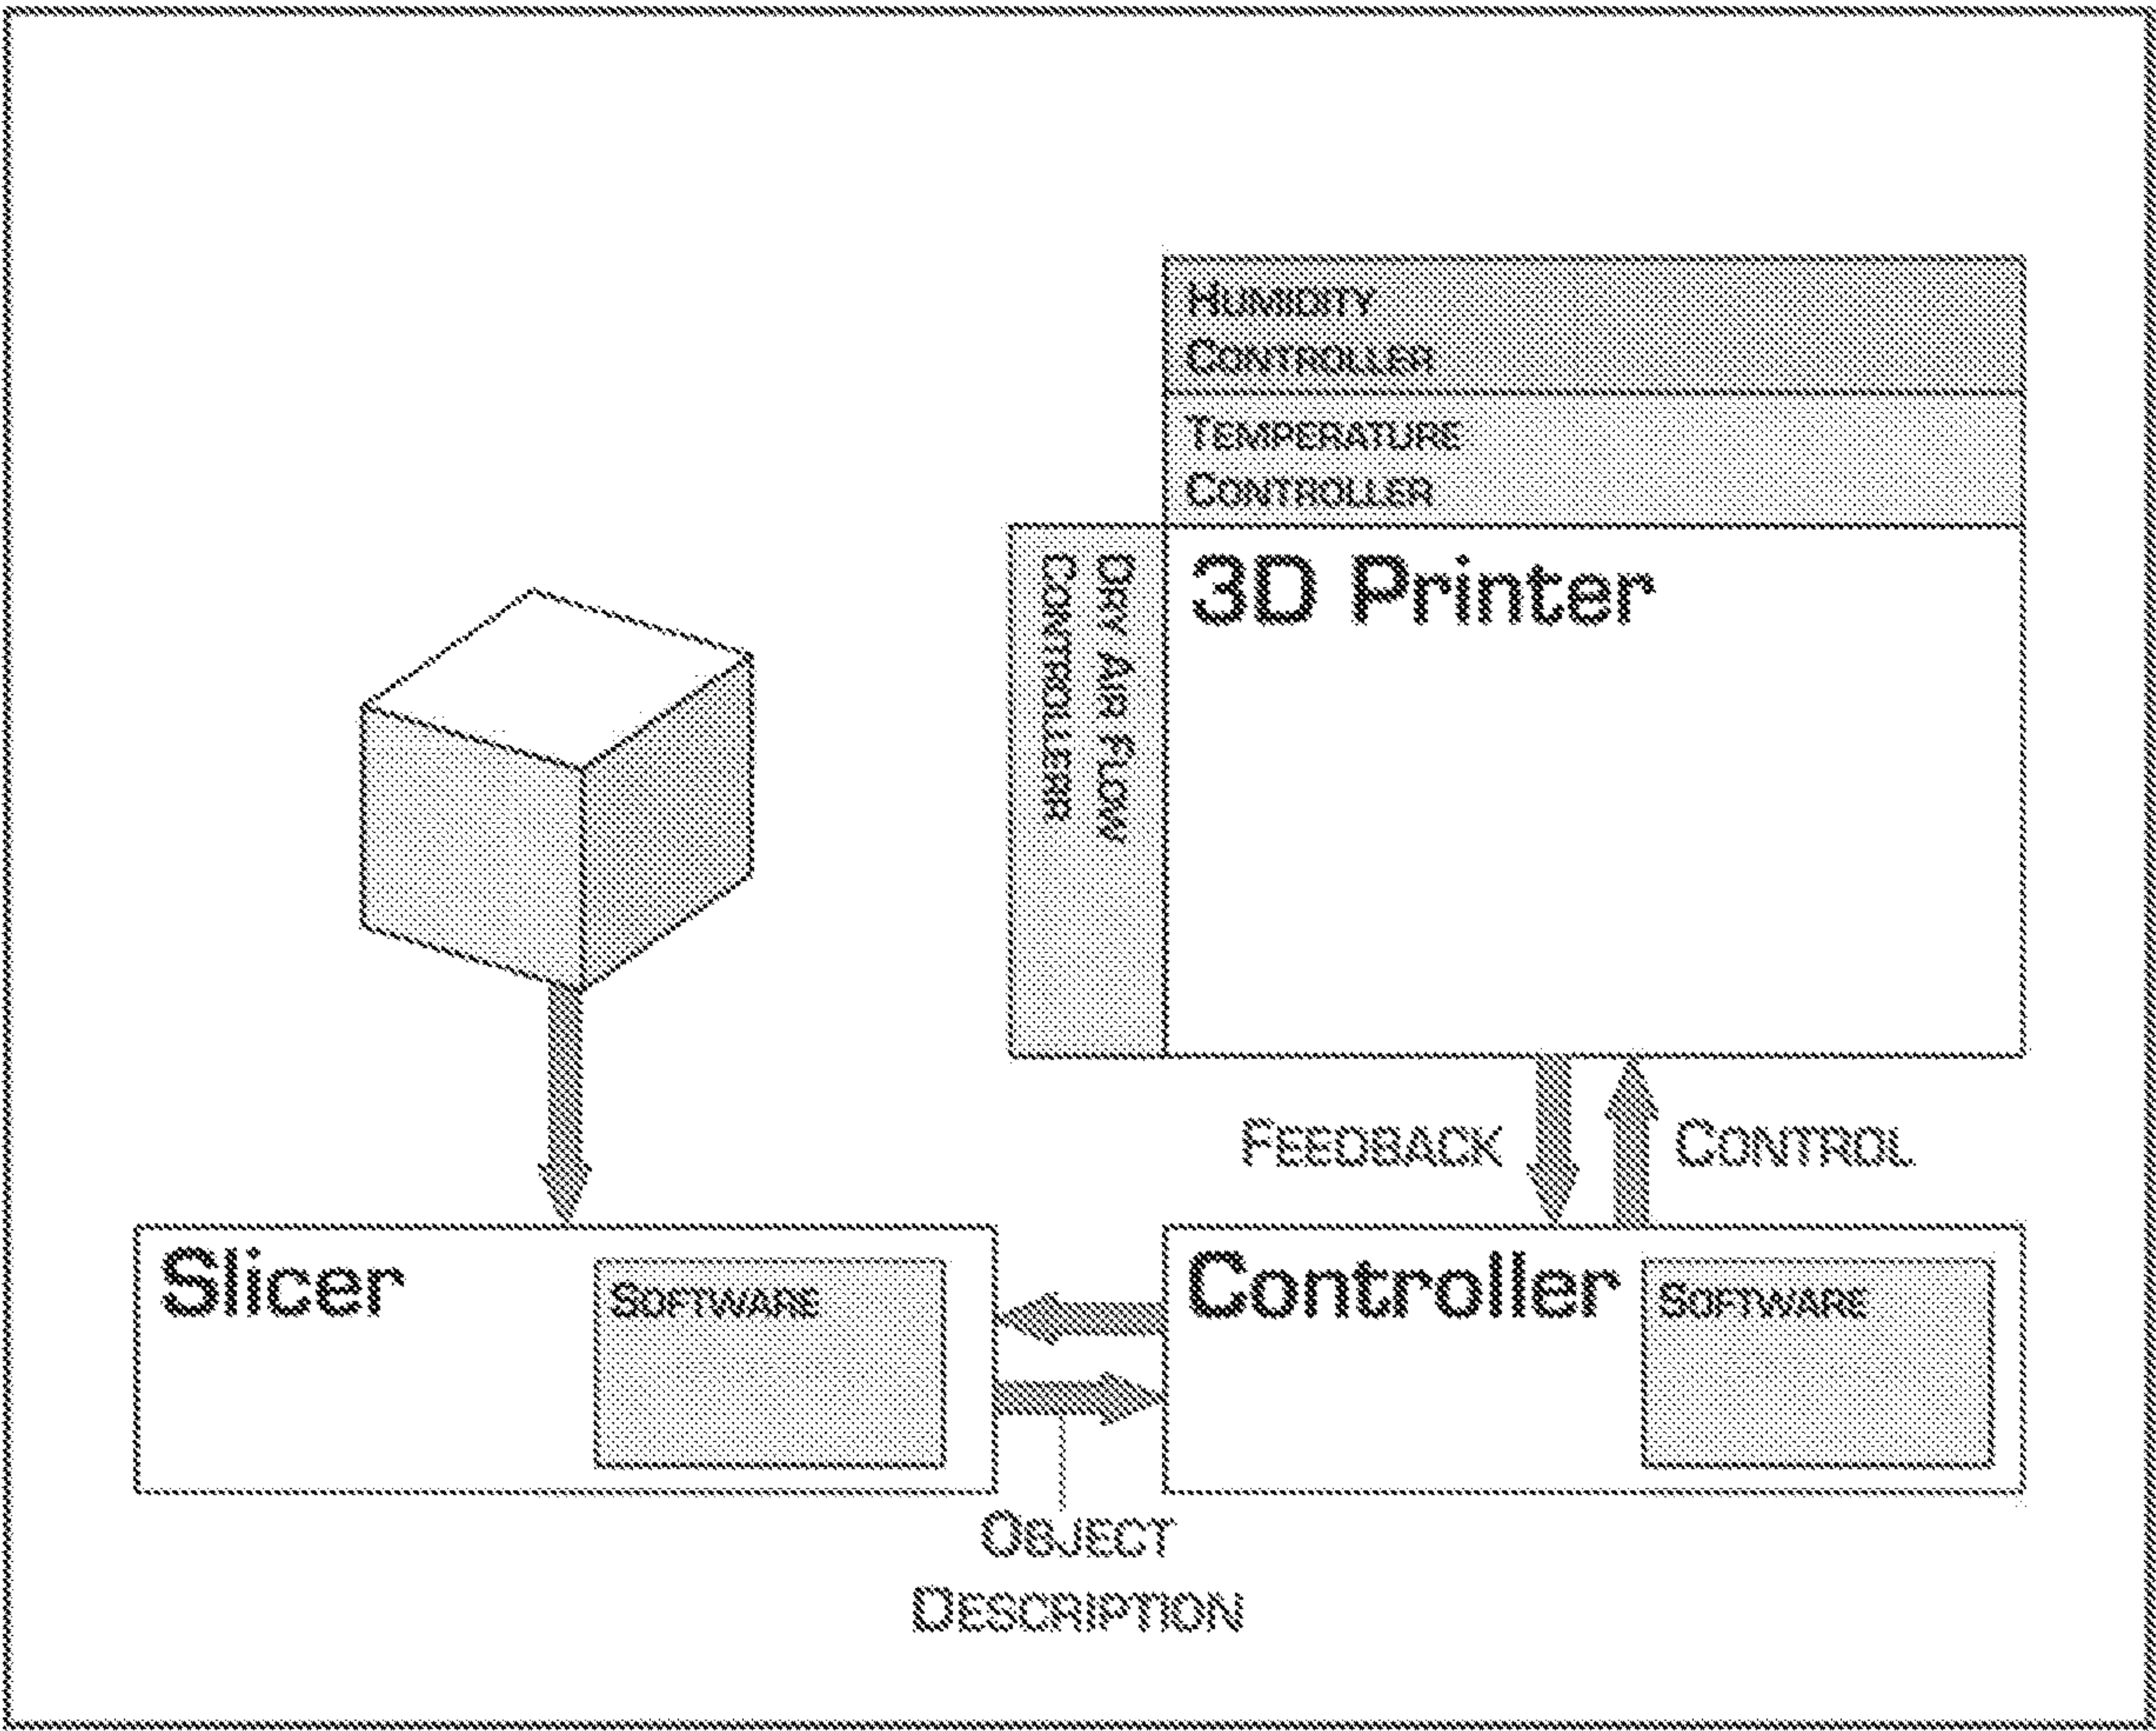 HUMIDITY
CONTROLLER
TEMPERATURE
CONTROLLER
DRY AIR FLOW
CONTROLLER
3D Printer
FEEDBACK
CONTROL
Slicer
SOFTWARE
Controller
SOFTWARE
OBJECT
DESCRIPTION